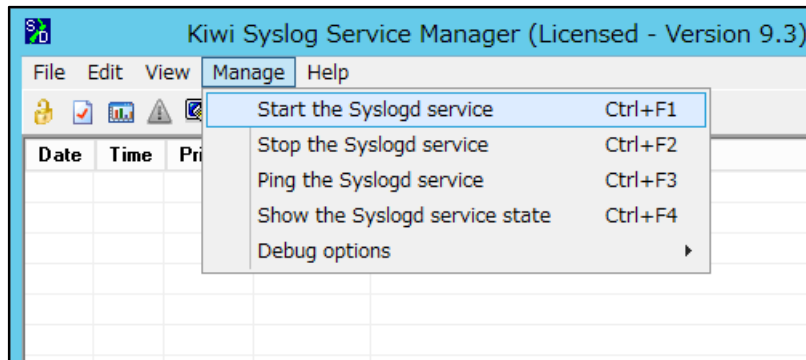 Kiwi Syslog Service Manager (Licensed - Version 9.3)
File Edit View Manage Help
Start the Syslogd service Ctrl+F1
Stop the Syslogd service Ctrl+F2
Ping the Syslogd service Ctrl+F3
Show the Syslogd service state Ctrl+F4
Debug options
Date Time Pri